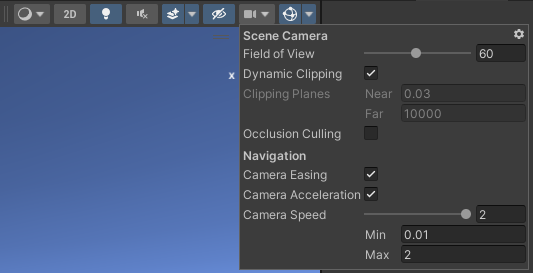 2D
x
Scene Camera
Field of View 60
Dynamic Clipping
Clipping Planes Near 0.03
Far 10000
Occlusion Culling
Navigation
Camera Easing
Camera Acceleration
Camera Speed 2
Min 0.01
Max 2